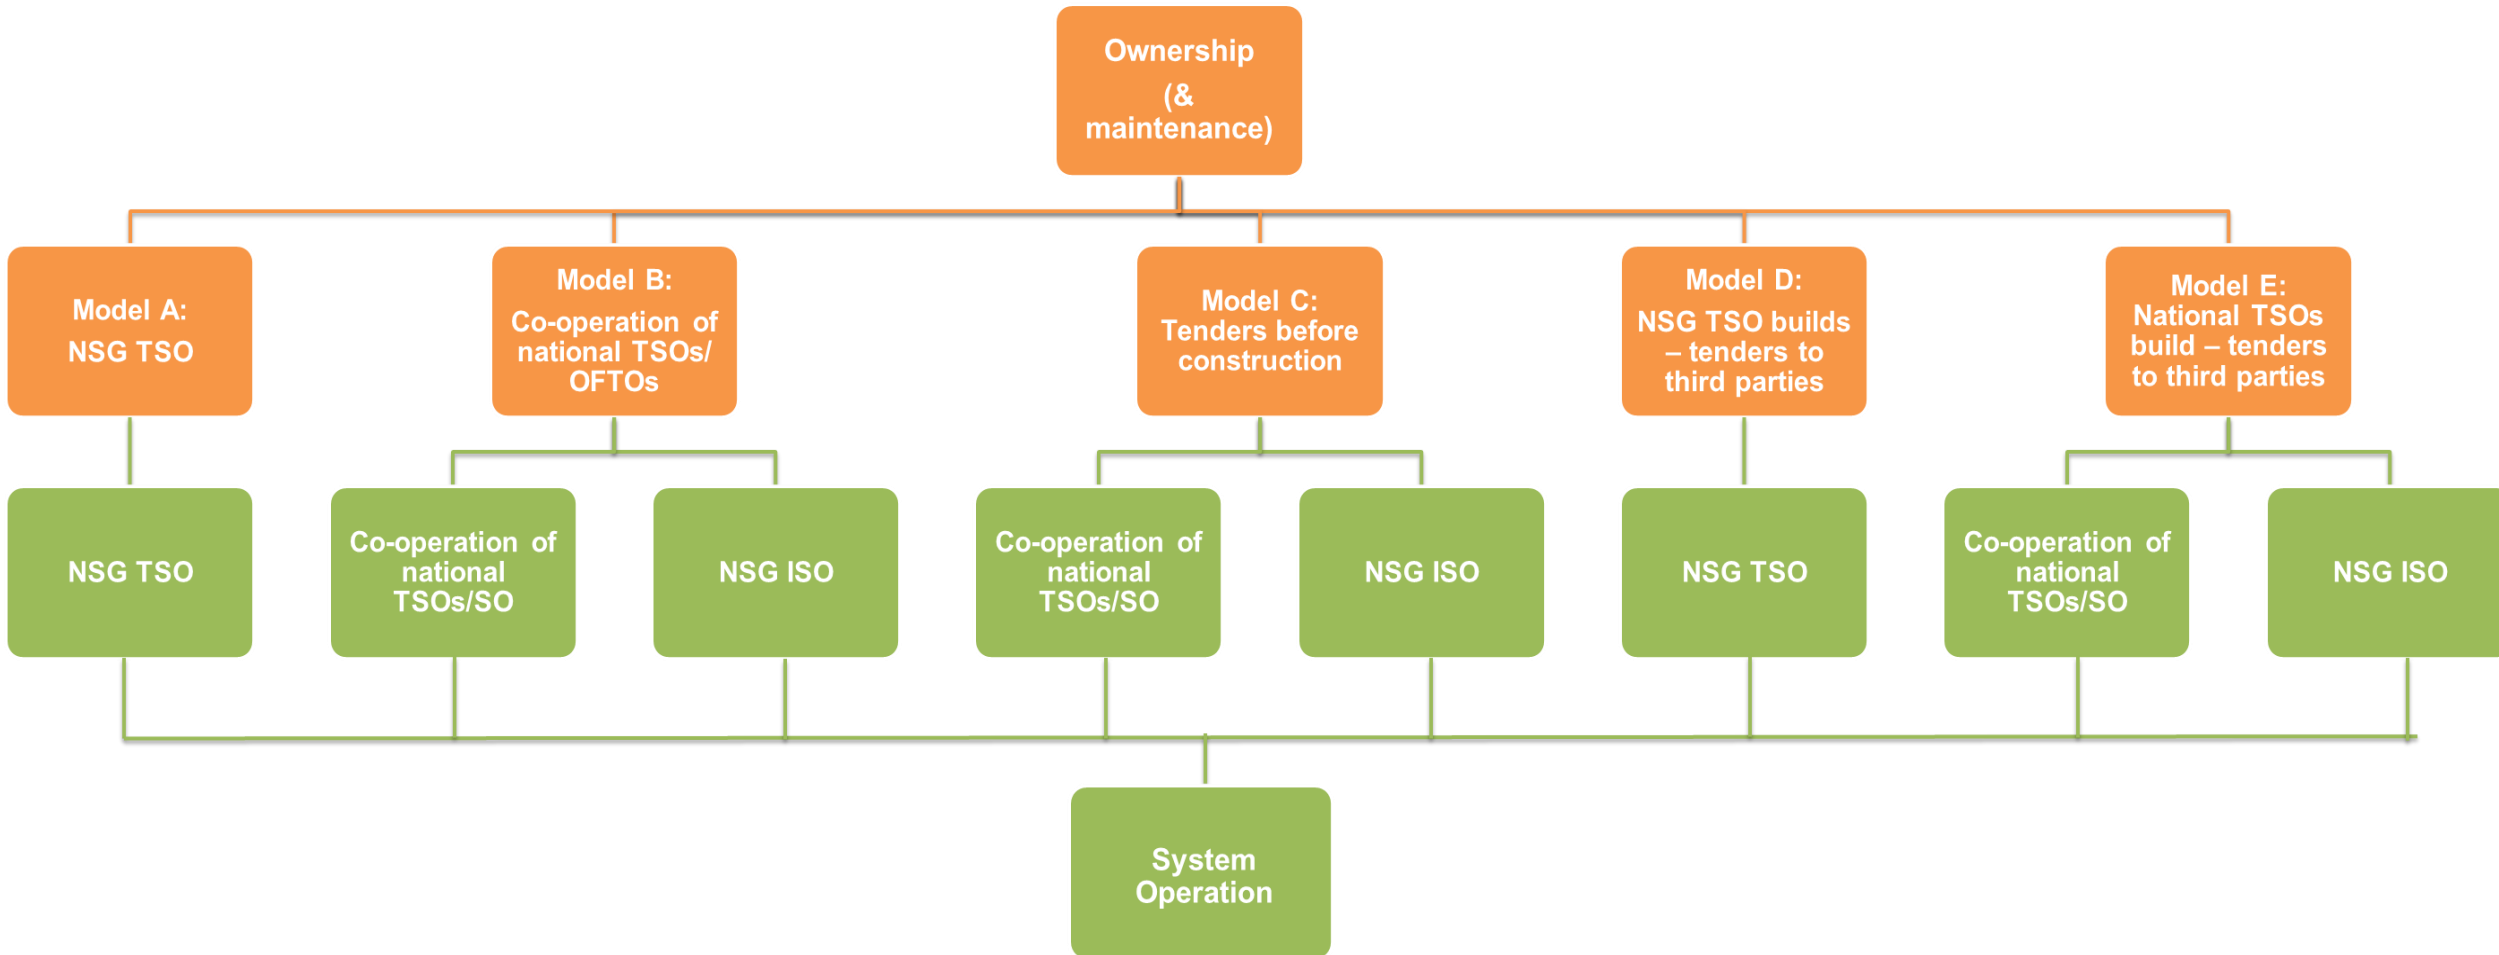 Ownership
(&
maintenance)
Model A:
NSG TSO
Model B:
Co-operation of
national TSOs/
OFTOs
Model C:
Tenders before
construction
Model D:
NSG TSO builds
– tenders to
third parties
Model E:
National TSOs
build – tenders
to third parties
NSG TSO
Co-operation of
national
TSOs/SO
NSG ISO
Co-operation of
national
TSOs/SO
NSG ISO
NSG TSO
Co-operation of
national
TSOs/SO
NSG ISO
System
Operation